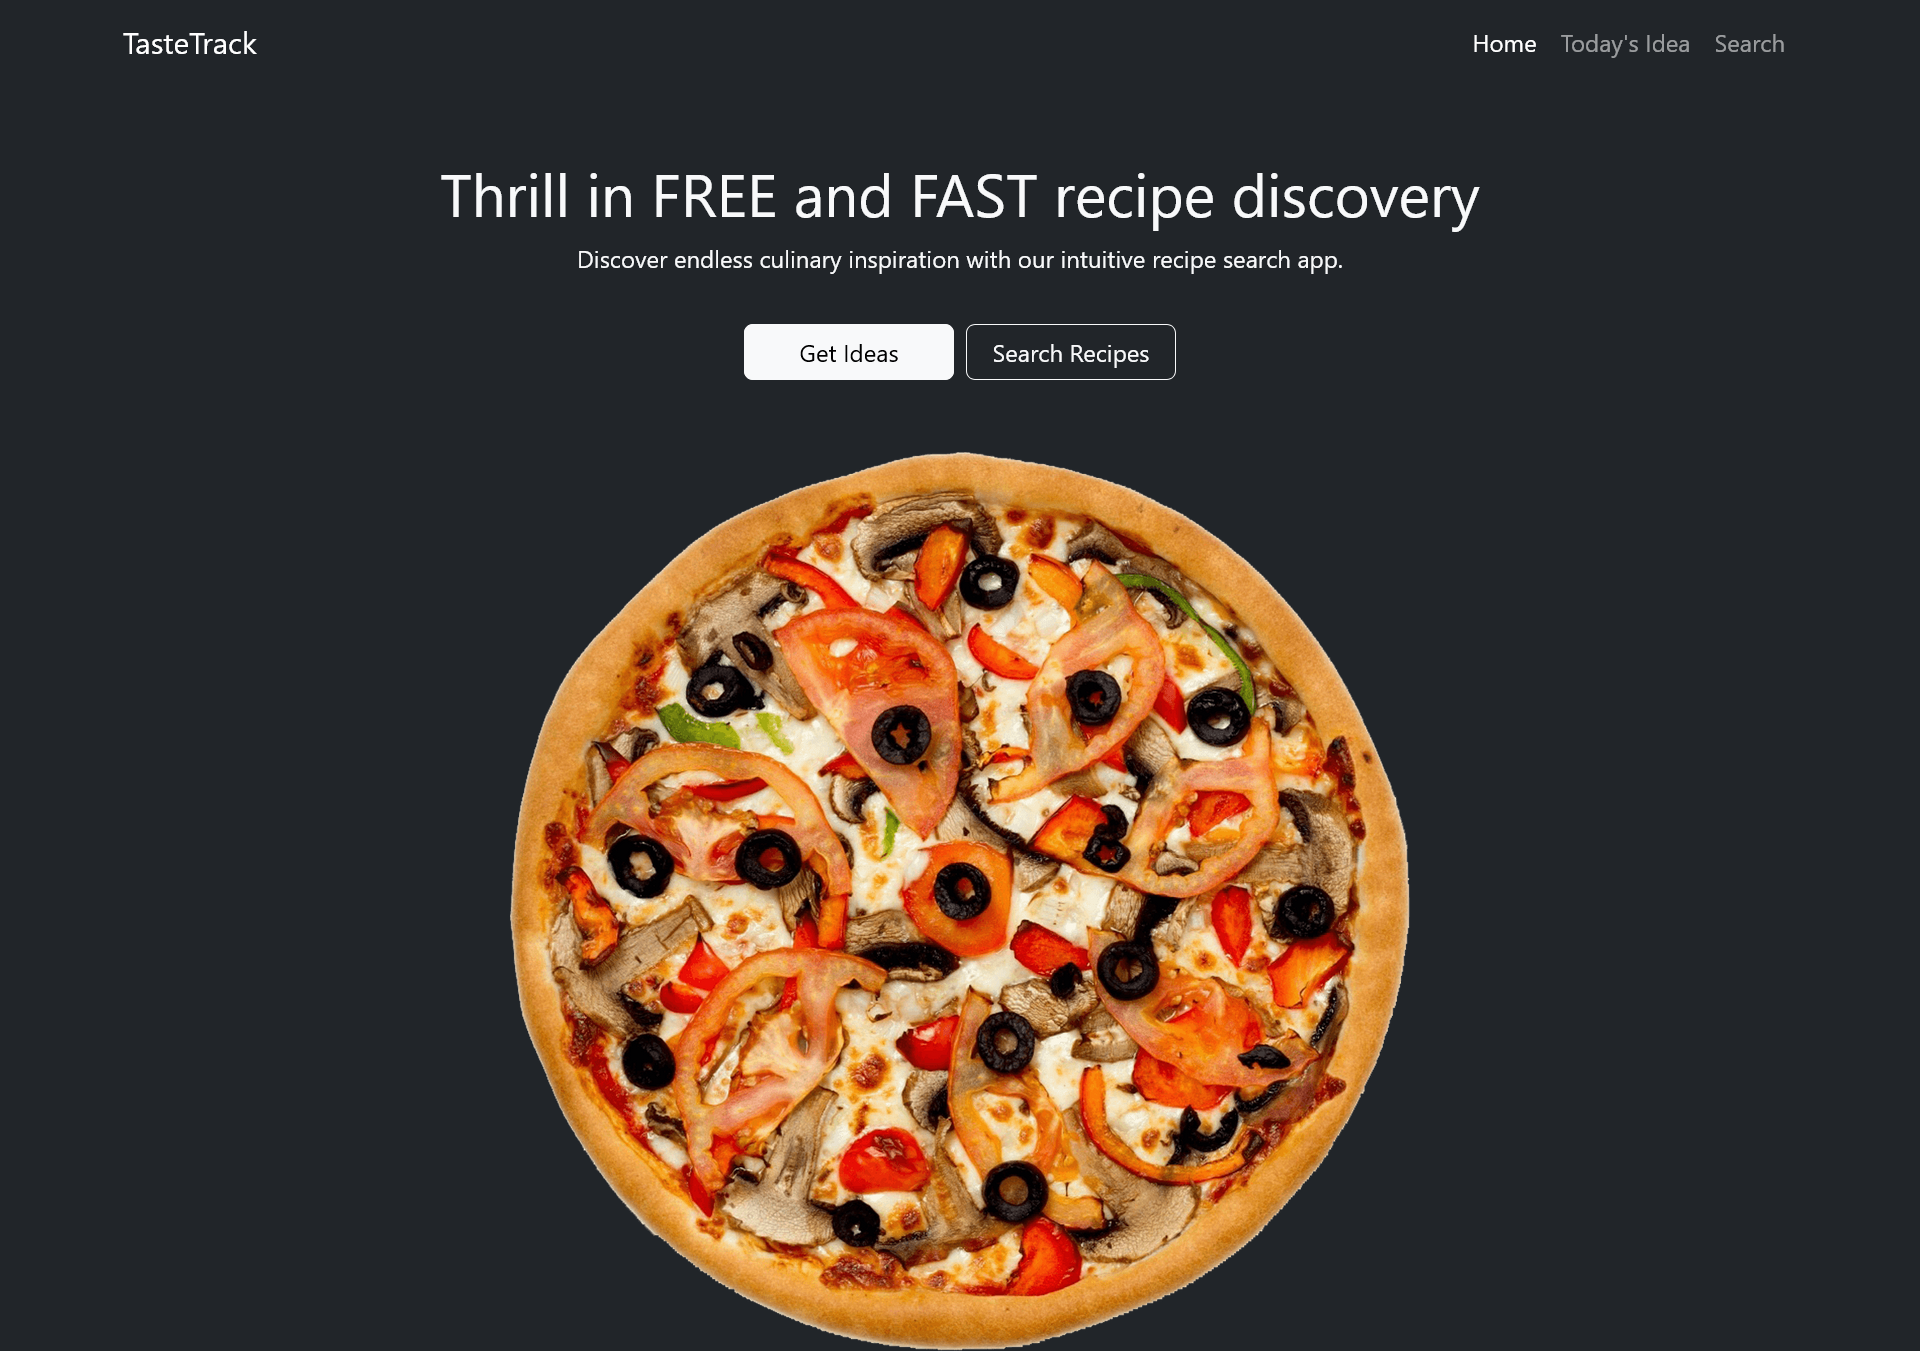 TasteTrack
Home Today's Idea Search
Thrill in FREE and FAST recipe discovery
Discover endless culinary inspiration with our intuitive recipe search app.
Get Ideas Search Recipes